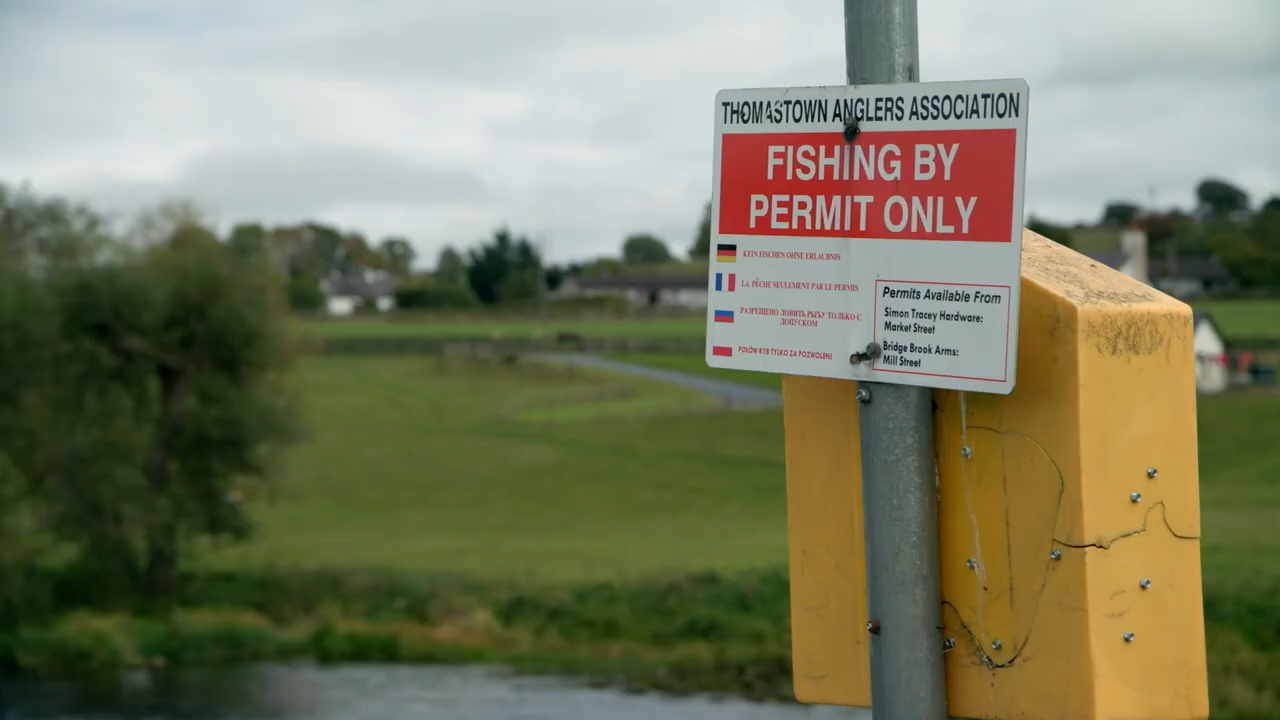 THOMASTOWN ANGLERS ASSOCIATION
FISHING BY
PERMIT ONLY
KEIN FISCHEN OHNE ERLAUBNIS
LA PÊCHE SEULEMENT PAR LE PERMIS
РАЗРЕШЕНО ЛОВИТЬ РЫБУ ТОЛЬКО С
ДОПУСКОМ
POŁÓW RYB TYLKO ZA POZWOLENI
Permits Available From
Simon Tracey Hardware:
Market Street
Bridge Brook Arms:
Mill Street